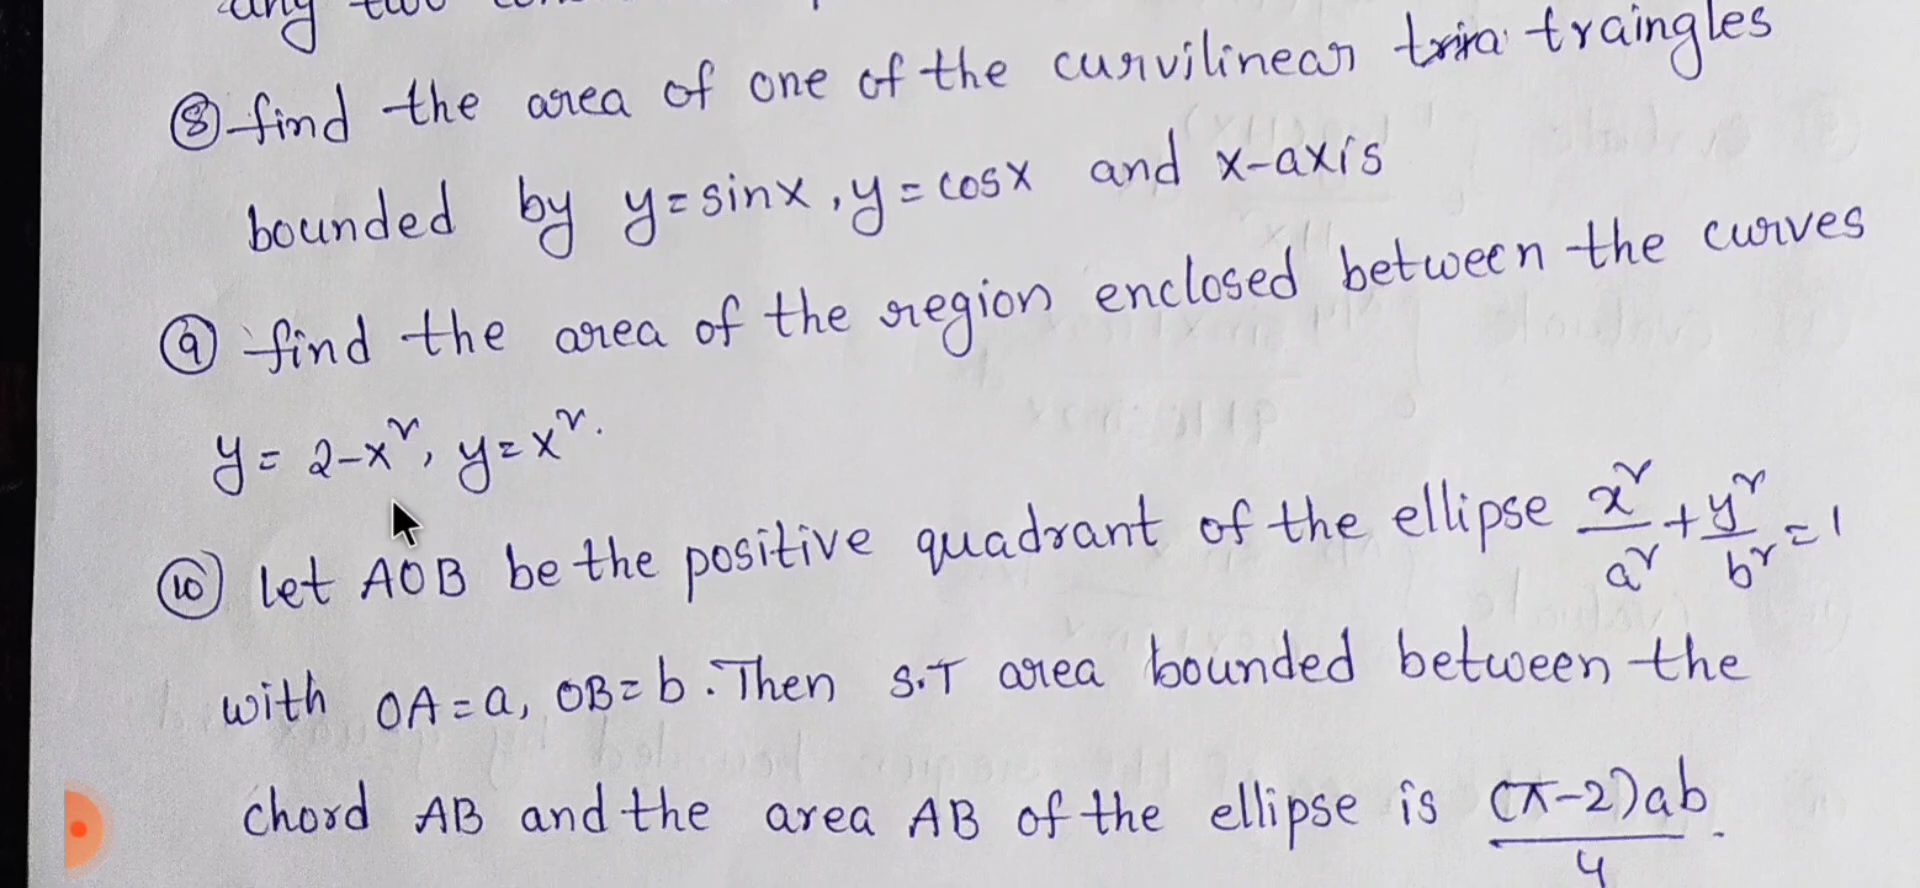 any two
⑧ find the area of one of the curvilinear traingles
bounded by y=sinx, y=cosx and x-axis
⑨ find the area of the region enclosed between the curves
y = 2-x², y=x².
⑩ let AOB be the positive quadrant of the ellipse x²/a² + y²/b² = 1
with OA=a, OB=b. Then S.T area bounded between the
chord AB and the area AB of the ellipse is (π-2)ab/4.